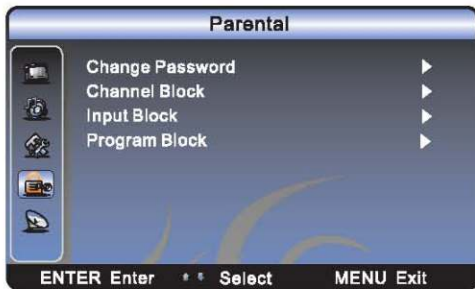 Parental
Change Password
Channel Block
Input Block
Program Block
ENTER Enter Select MENU Exit